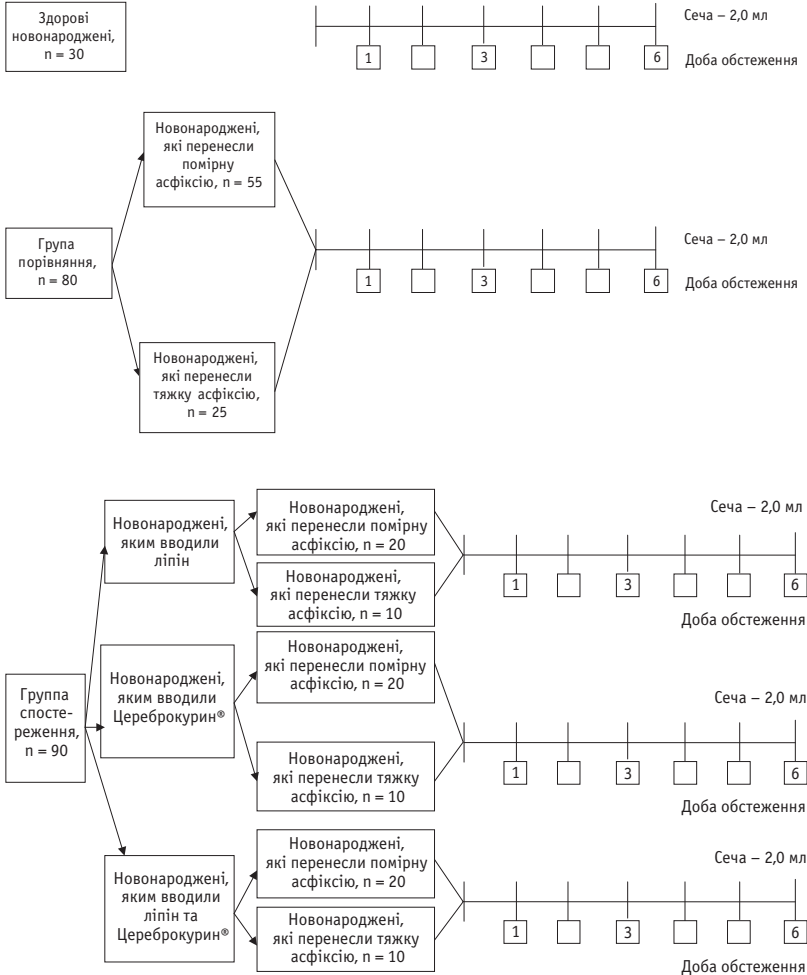 Здорові
новонароджені,
n = 30
Сеча – 2,0 мл
1
3
6
Доба обстеження
Новонароджені,
які перенесли
помірну
асфіксію, n = 55
Група
порівняння,
n = 80
Сеча – 2,0 мл
1
3
6
Доба обстеження
Новонароджені,
які перенесли
тяжку асфіксію,
n = 25
Группа
спосте-
реження,
n = 90
Новонароджені,
яким вводили
ліпін
Новонароджені,
які перенесли помірну
асфіксію, n = 20
Новонароджені,
які перенесли тяжку
асфіксію, n = 10
Сеча – 2,0 мл
1
3
6
Доба обстеження
Новонароджені,
яким вводили
Цереброкурин®
Новонароджені,
які перенесли помірну
асфіксію, n = 20
Новонароджені,
які перенесли тяжку
асфіксію, n = 10
Сеча – 2,0 мл
1
3
6
Доба обстеження
Новонароджені,
яким вводили
ліпін та
Цереброкурин®
Новонароджені,
які перенесли помірну
асфіксію, n = 20
Новонароджені,
які перенесли тяжку
асфіксію, n = 10
Сеча – 2,0 мл
1
3
6
Доба обстеження